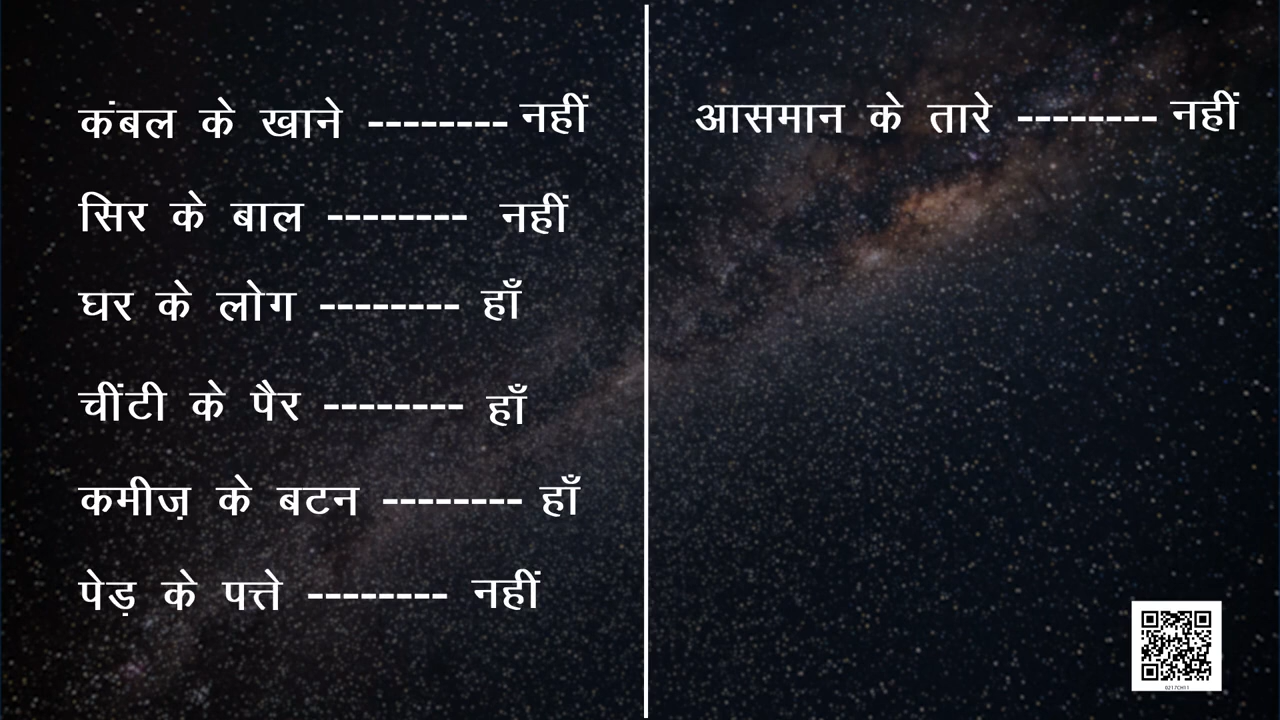 कंबल के खाने -------- नहीं
सिर के बाल -------- नहीं
घर के लोग -------- हाँ
चींटी के पैर -------- हाँ
कमीज़ के बटन -------- हाँ
पेड़ के पत्ते -------- नहीं
आसमान के तारे -------- नहीं